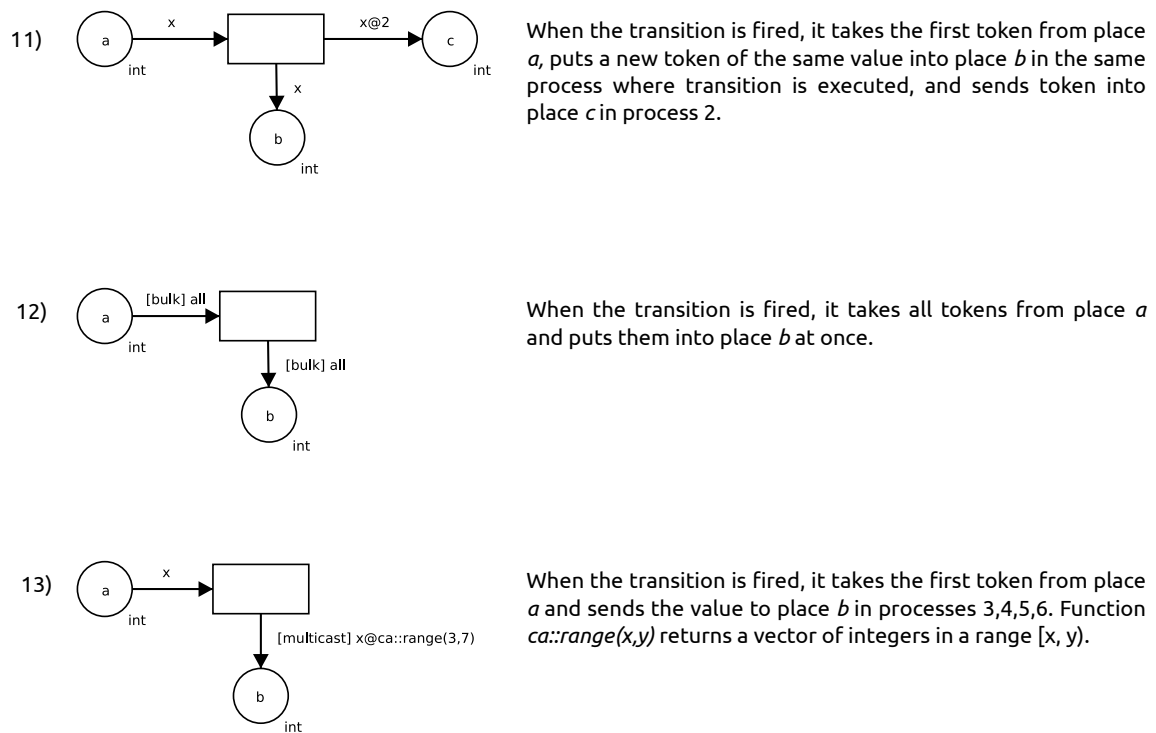 11)
a
int
x
x@2
c
int
x
b
int
When the transition is fired, it takes the first token from place
a, puts a new token of the same value into place b in the same
process where transition is executed, and sends token into
place c in process 2.
12)
a
int
[bulk] all
[bulk] all
b
int
When the transition is fired, it takes all tokens from place a
and puts them into place b at once.
13)
a
int
x
[multicast] x@ca::range(3,7)
b
int
When the transition is fired, it takes the first token from place
a and sends the value to place b in processes 3,4,5,6. Function
ca::range(x,y) returns a vector of integers in a range [x, y).